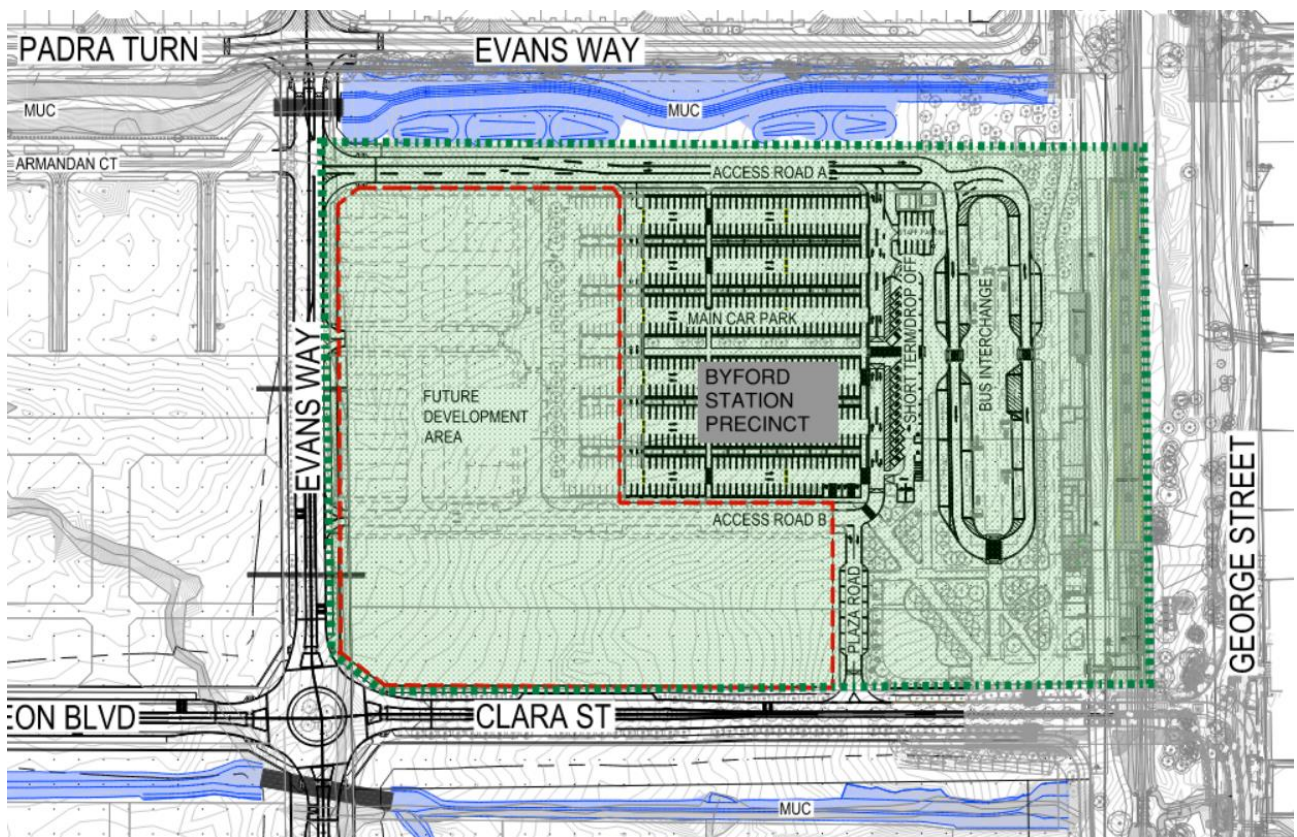 PADRA TURN
EVANS WAY
MUC
MUC
ARMANDAN CT
ACCESS ROAD A
MAIN CAR PARK
SHORT TERM/DROP OFF
BUS INTERCHANGE
EVANS WAY
FUTURE
DEVELOPMENT
AREA
BYFORD
STATION
PRECINCT
ACCESS ROAD B
PLAZA ROAD
GEORGE STREET
EON BLVD
CLARA ST
MUC